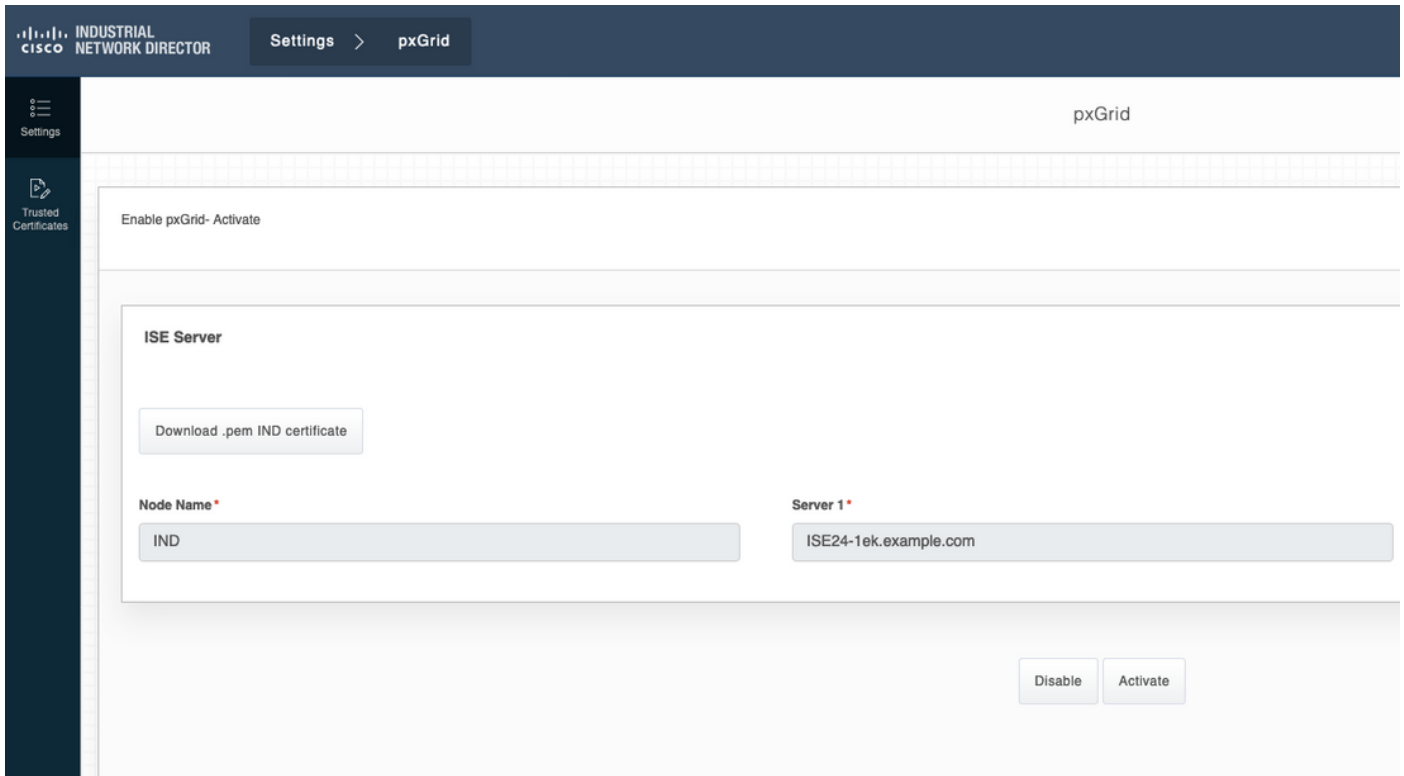 INDUSTRIAL
CISCO NETWORK DIRECTOR
Settings > pxGrid
Settings
pxGrid
Trusted
Certificates
Enable pxGrid- Activate
ISE Server
Download .pem IND certificate
Node Name* Server 1*
IND ISE24-1ek.example.com
Disable Activate